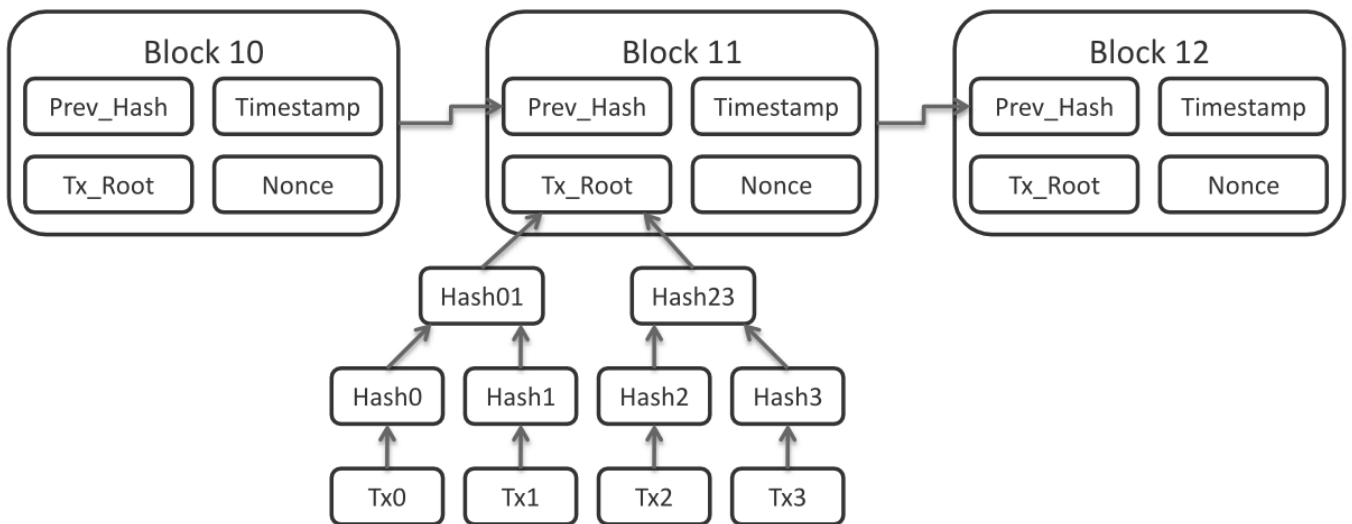 Block 10
Block 11
Block 12
Prev_Hash
Timestamp
Prev_Hash
Timestamp
Prev_Hash
Timestamp
Tx_Root
Nonce
Tx_Root
Nonce
Tx_Root
Nonce
Hash01
Hash23
Hash0
Hash1
Hash2
Hash3
Tx0
Tx1
Tx2
Tx3